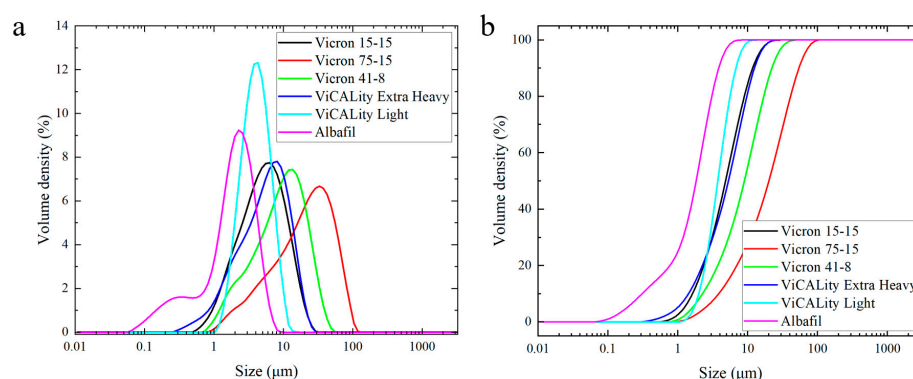 a
Volume density (%)
14
12
10
8
6
4
2
0
0.01 0.1 1 10 100 1000
Size (μm)
Vicron 15-15
Vicron 75-15
Vicron 41-8
ViCALity Extra Heavy
ViCALity Light
Albafil
b
Volume density (%)
100
80
60
40
20
0
0.01 0.1 1 10 100 1000
Size (μm)
Vicron 15-15
Vicron 75-15
Vicron 41-8
ViCALity Extra Heavy
ViCALity Light
Albafil